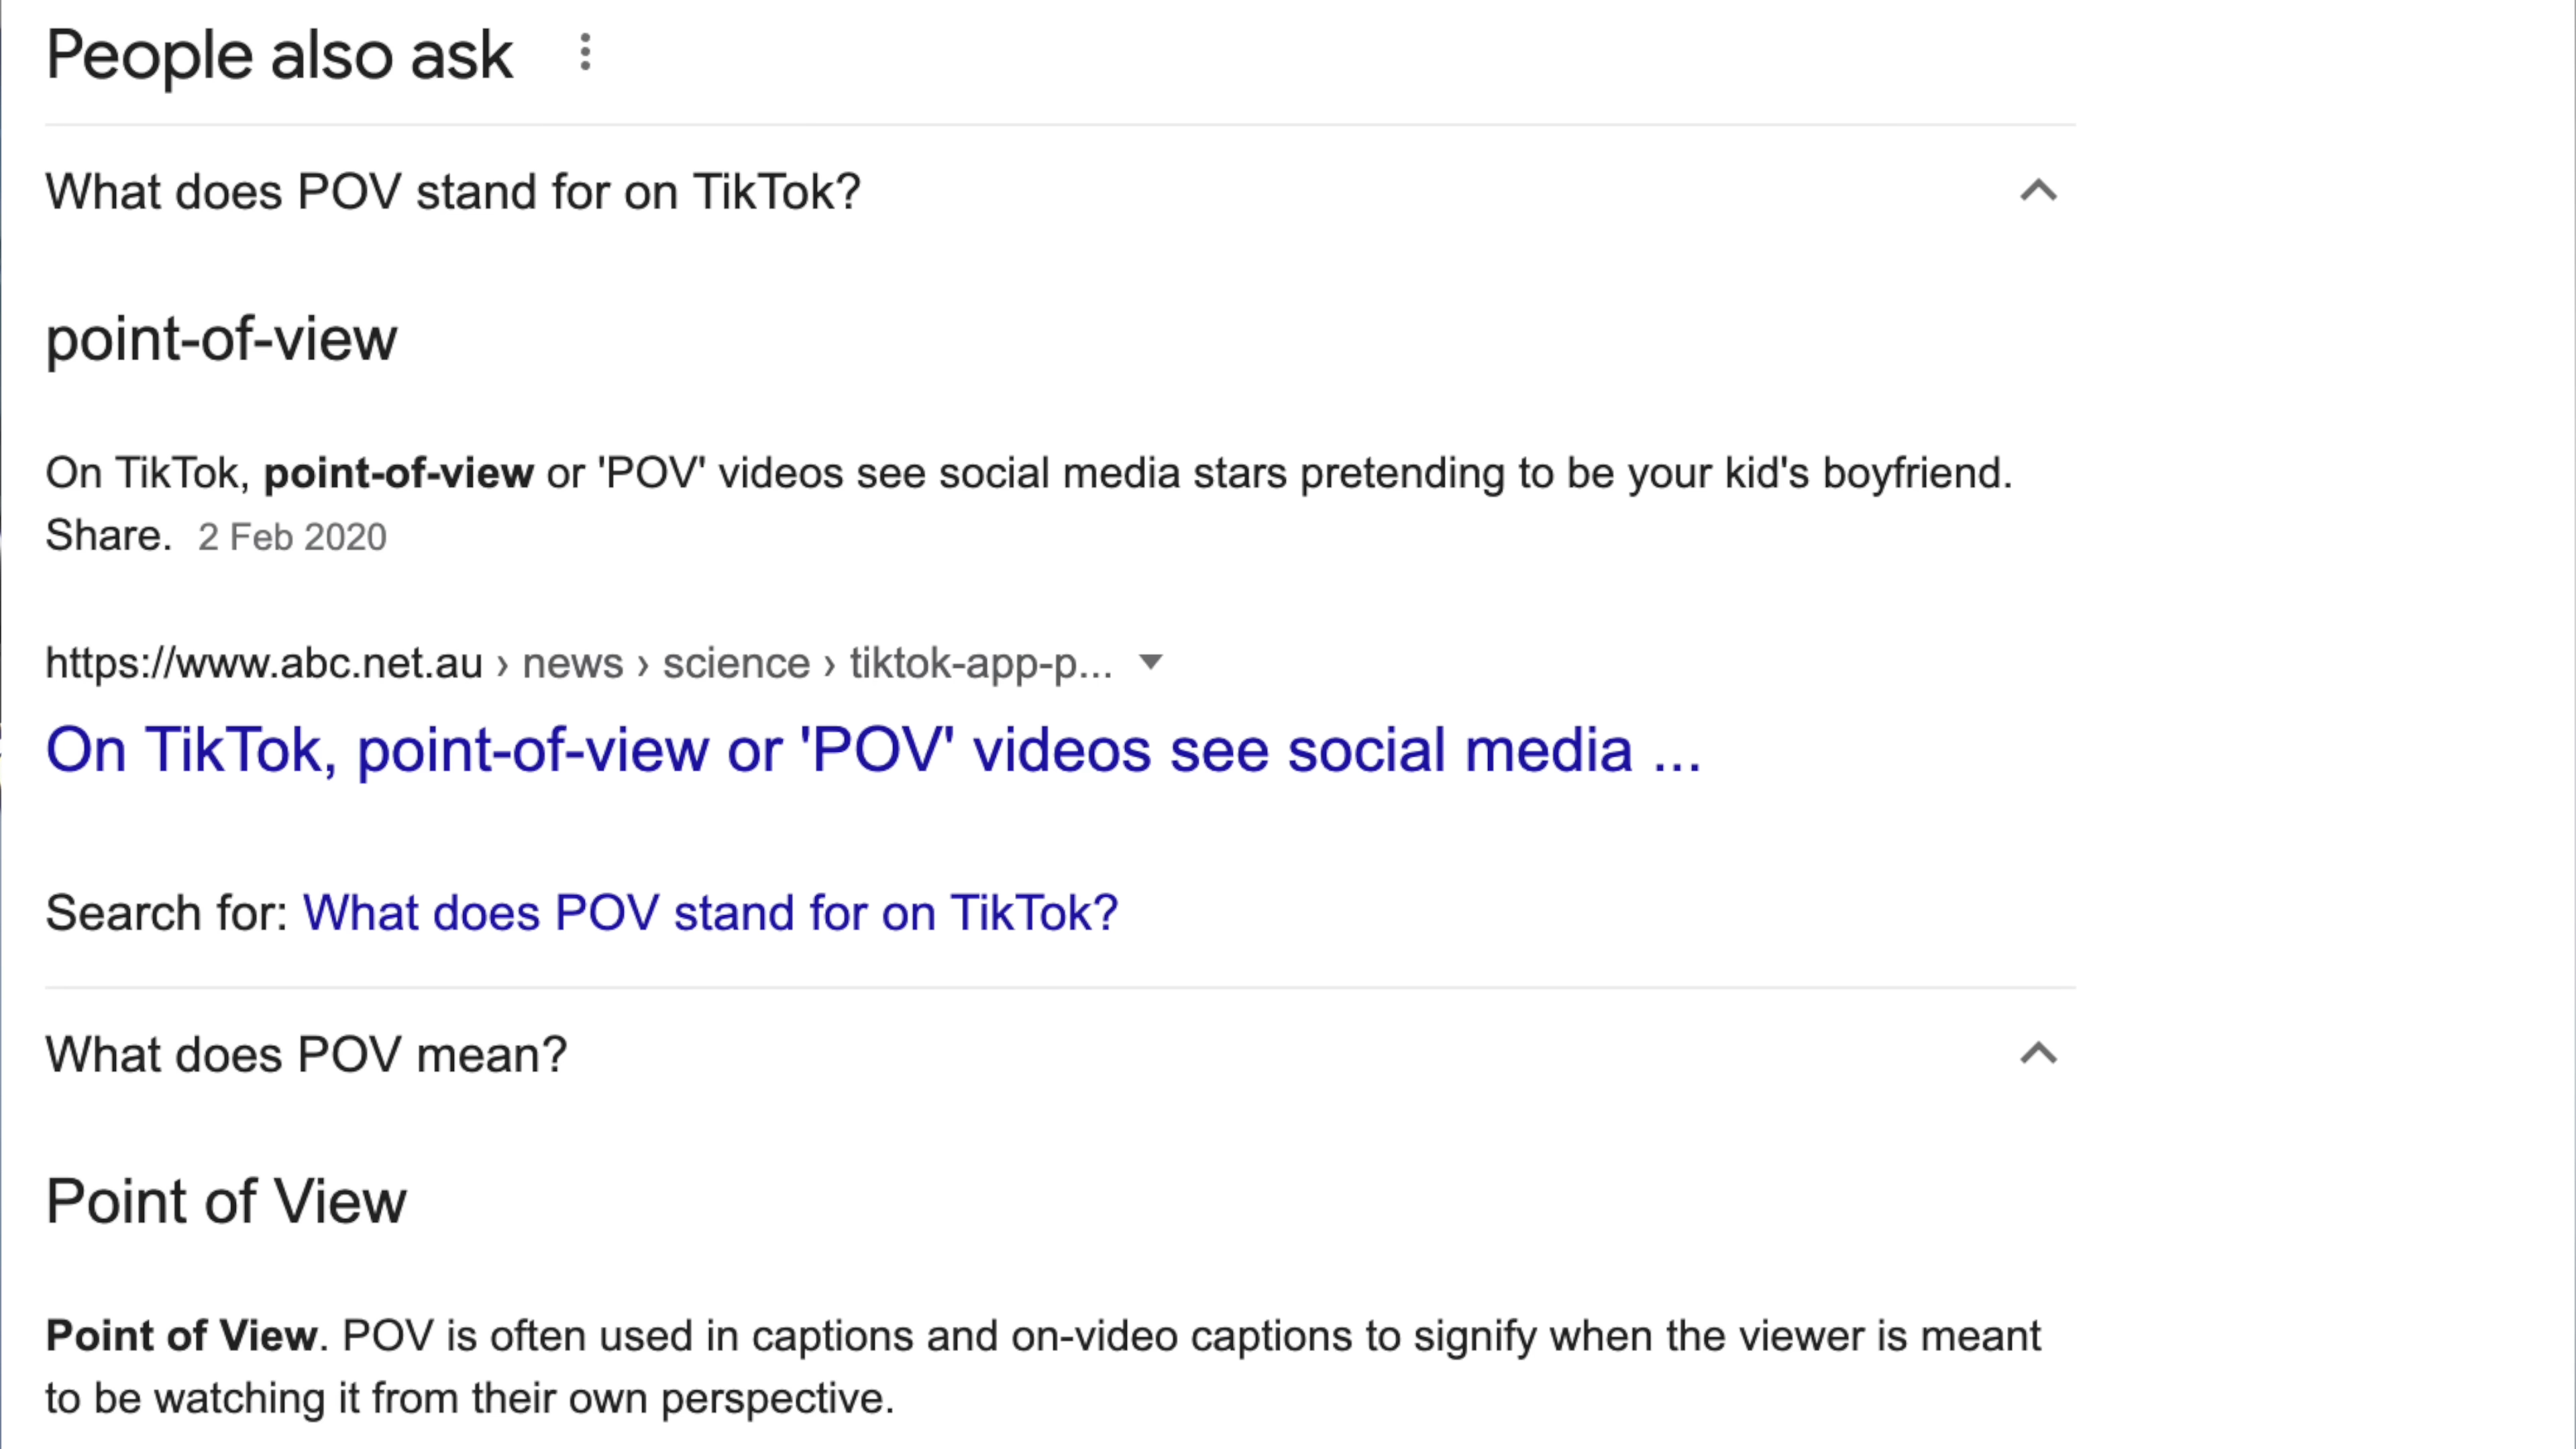 People also ask
What does POV stand for on TikTok?
point-of-view
On TikTok, point-of-view or 'POV' videos see social media stars pretending to be your kid's boyfriend.
Share. 2 Feb 2020
https://www.abc.net.au › news › science › tiktok-app-p...
On TikTok, point-of-view or 'POV' videos see social media ...
Search for: What does POV stand for on TikTok?
What does POV mean?
Point of View
Point of View. POV is often used in captions and on-video captions to signify when the viewer is meant
to be watching it from their own perspective.